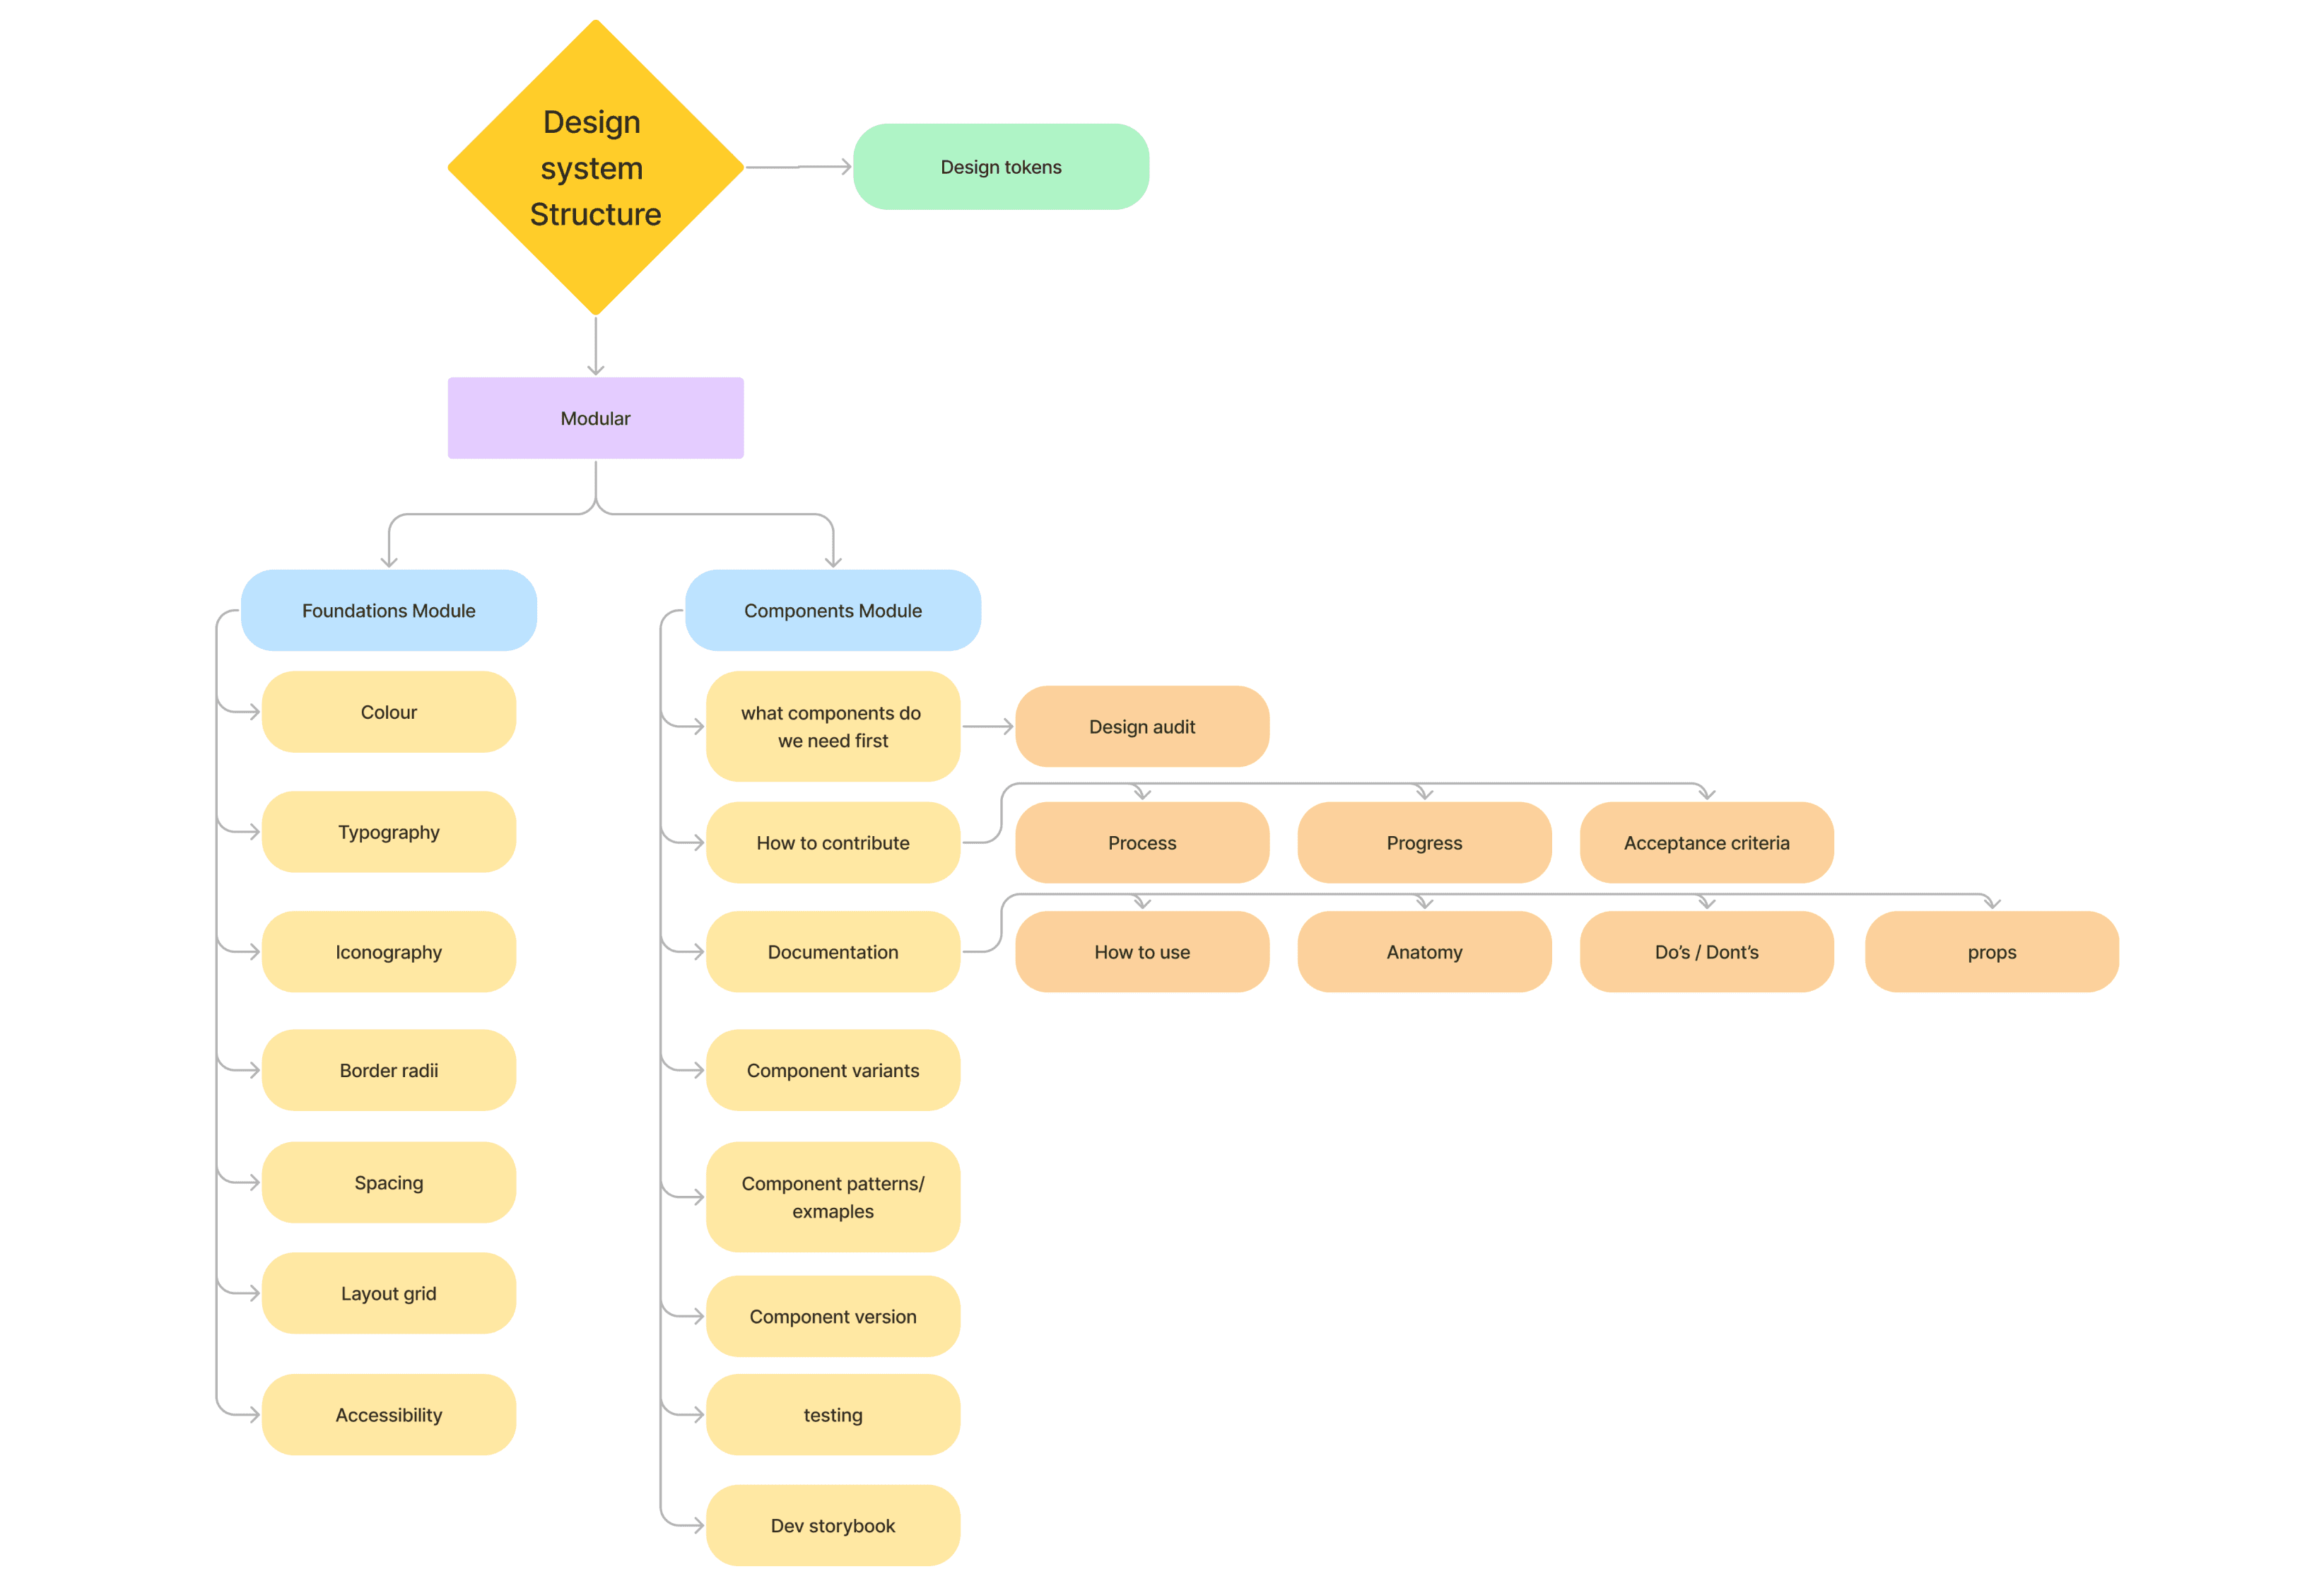 Design
system
Structure
Design tokens
Modular
Foundations Module
Components Module
Colour
what components do
we need first
Design audit
Typography
How to contribute
Process
Progress
Acceptance criteria
Iconography
Documentation
How to use
Anatomy
Do’s / Dont’s
props
Border radii
Component variants
Spacing
Component patterns/
exmaples
Layout grid
Component version
Accessibility
testing
Dev storybook